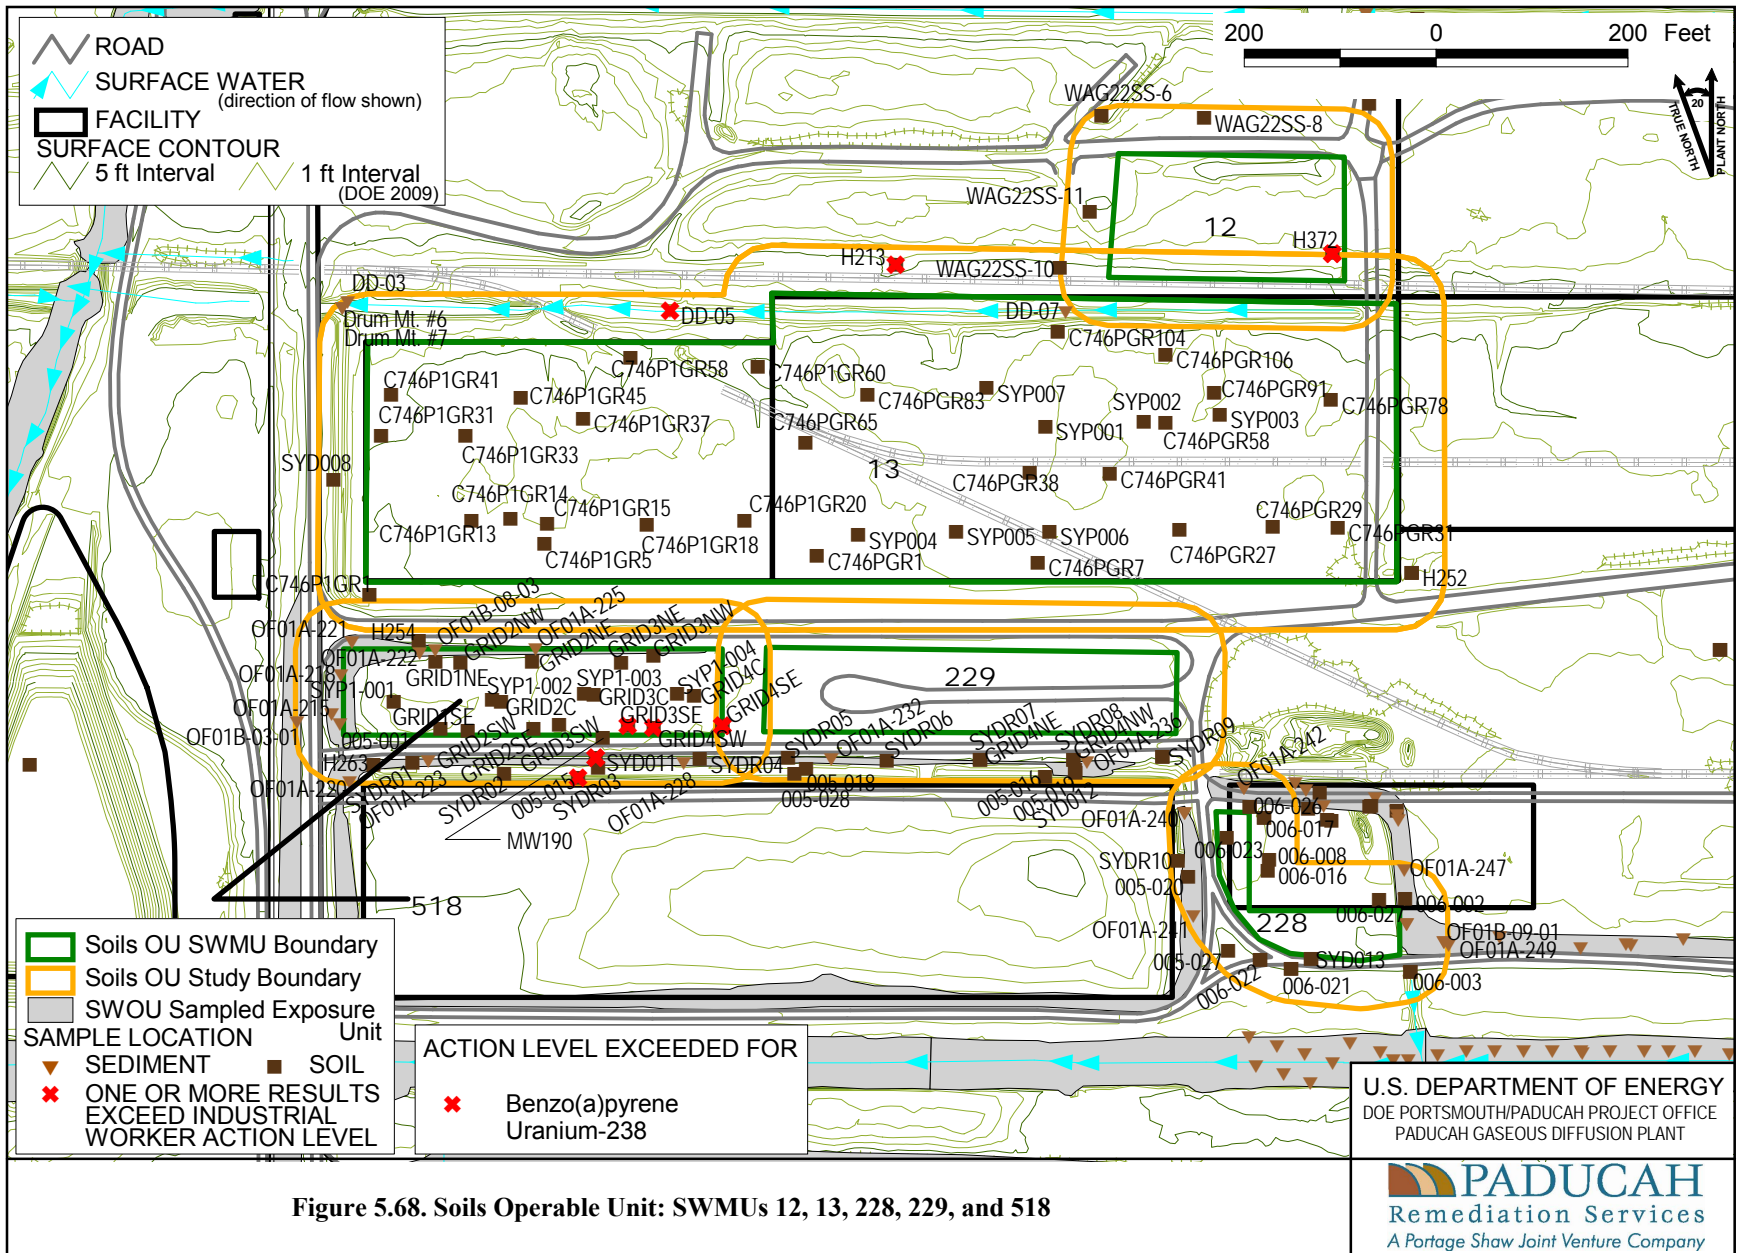 ROAD
SURFACE WATER
(direction of flow shown)
FACILITY
SURFACE CONTOUR
5 ft Interval
1 ft Interval
(DOE 2009)
200 0 200 Feet
20
TRUE NORTH
PLANT NORTH
WAG22SS-6
WAG22SS-8
WAG22SS-11
12
H372
H213
WAG22SS-10
DD-03
Drum Mt. #6
Drum Mt. #7
DD-05
DD-07
C746PGR104
C746P1GR58
C746P1GR60
C746PGR106
C746P1GR41
C746P1GR45
C746PGR83
SYP007
C746PGR91
C746PGR78
C746P1GR31
C746P1GR37
C746PGR65
SYP002
SYP003
SYP001
C746PGR58
C746P1GR33
SYD008
13
C746PGR38
C746PGR41
C746P1GR14
C746P1GR15
C746P1GR20
C746PGR29
C746P1GR13
C746P1GR18
SYP004
SYP005
SYP006
C746PGR27
C746PGR31
C746P1GR5
C746PGR1
C746PGR7
H252
C746P1GR1
OF01B-08-03
GRID2NW
OF01A-225
GRID2NE
GRID3NE
GRID3NW
OF01A-221
H254
OF01A-222
OF01A-218
GRID1NE
SYP1-001
SYP1-002
SYP1-003
SYP1-004
GRID4C
GRID4SE
229
GRID3C
GRID2C
OF01A-215
GRID1SE
GRID3SE
OF01B-03-01
005-001
GRID2SW
GRID2SE
GRID3SW
GRID4SW
SYDR05
OF01A-232
SYDR06
SYDR07
GRID4NE
SYDR08
GRID4NW
OF01A-236
SYDR09
OF01A-242
H263
SYD011
SYDR04
005-018
005-028
OF01A-220
SYDR01
OF01A-223
SYDR02
005-015
SYDR03
OF01A-228
005-016
005-019
SYD012
OF01A-240
006-026
006-017
MW190
SYDR10
005-020
006-023
006-008
006-016
OF01A-247
518
006-027
006-002
OF01A-241
228
OF01B-09-01
OF01A-249
005-027
SYD013
006-022
006-021
006-003
Soils OU SWMU Boundary
Soils OU Study Boundary
SWOU Sampled Exposure
Unit
SAMPLE LOCATION
SEDIMENT
SOIL
ONE OR MORE RESULTS
EXCEED INDUSTRIAL
WORKER ACTION LEVEL
ACTION LEVEL EXCEEDED FOR
Benzo(a)pyrene
Uranium-238
U.S. DEPARTMENT OF ENERGY
DOE PORTSMOUTH/PADUCAH PROJECT OFFICE
PADUCAH GASEOUS DIFFUSION PLANT
PADUCAH
Remediation Services
A Portage Shaw Joint Venture Company
Figure 5.68. Soils Operable Unit: SWMUs 12, 13, 228, 229, and 518